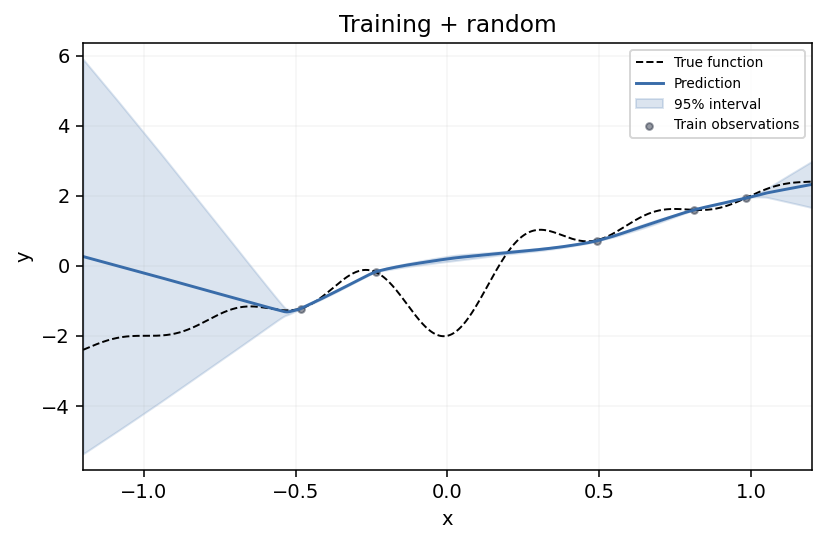 Training + random
6
4
2
0
−2
−4
y
−1.0
−0.5
0.0
0.5
1.0
x
True function
Prediction
95% interval
Train observations